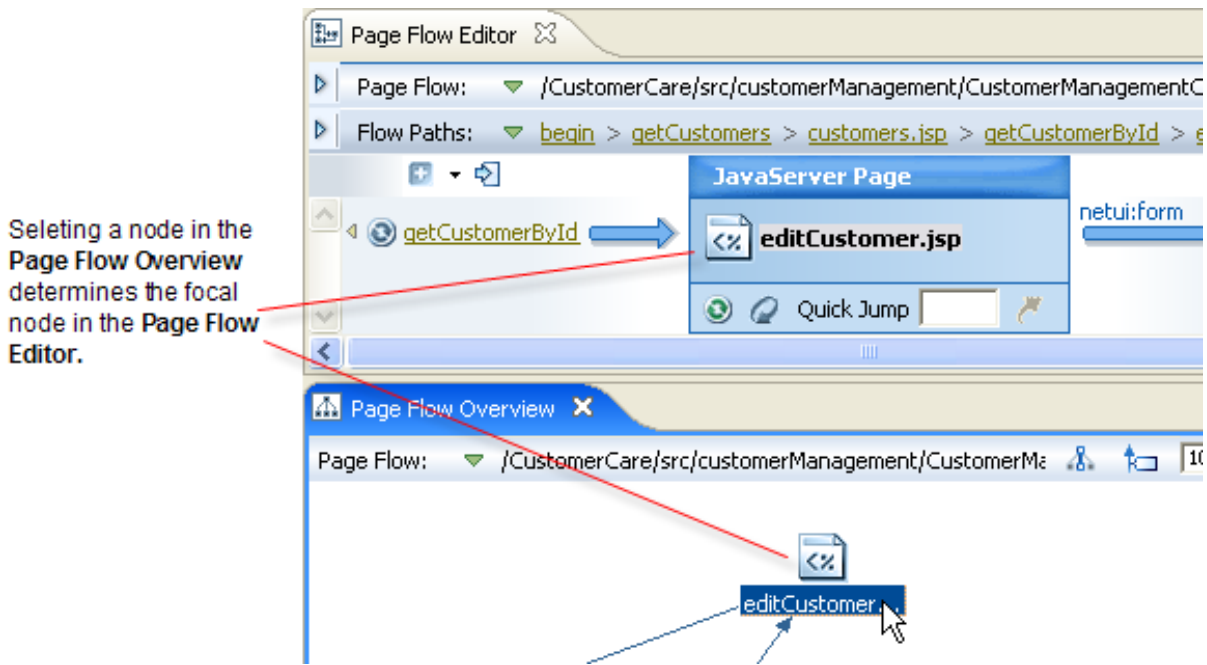 Page Flow Editor
Page Flow: /CustomerCare/src/customerManagement/CustomerManagementC
Flow Paths: begin > getCustomers > customers.jsp > getCustomerById > e
JavaServer Page
getCustomerById
editCustomer.jsp
netui:form
Quick Jump
Seleting a node in the
Page Flow Overview
determines the focal
node in the Page Flow
Editor.
Page Flow Overview
Page Flow: /CustomerCare/src/customerManagement/CustomerMa 10
editCustomer...